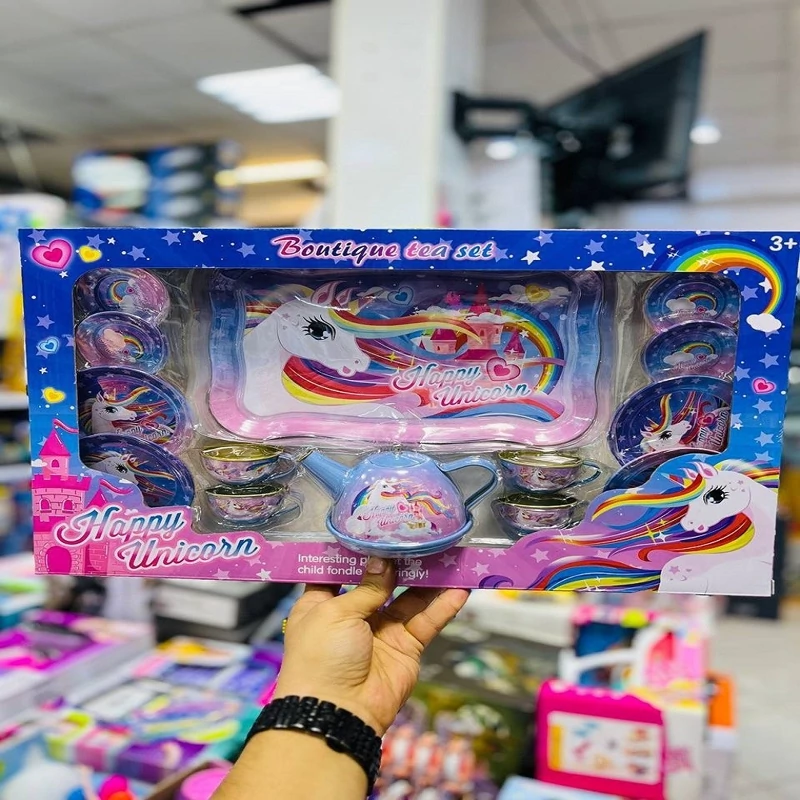 Boutique tea set
3+
Happy
Unicorn
Happy
Unicorn
Interesting
child fondle